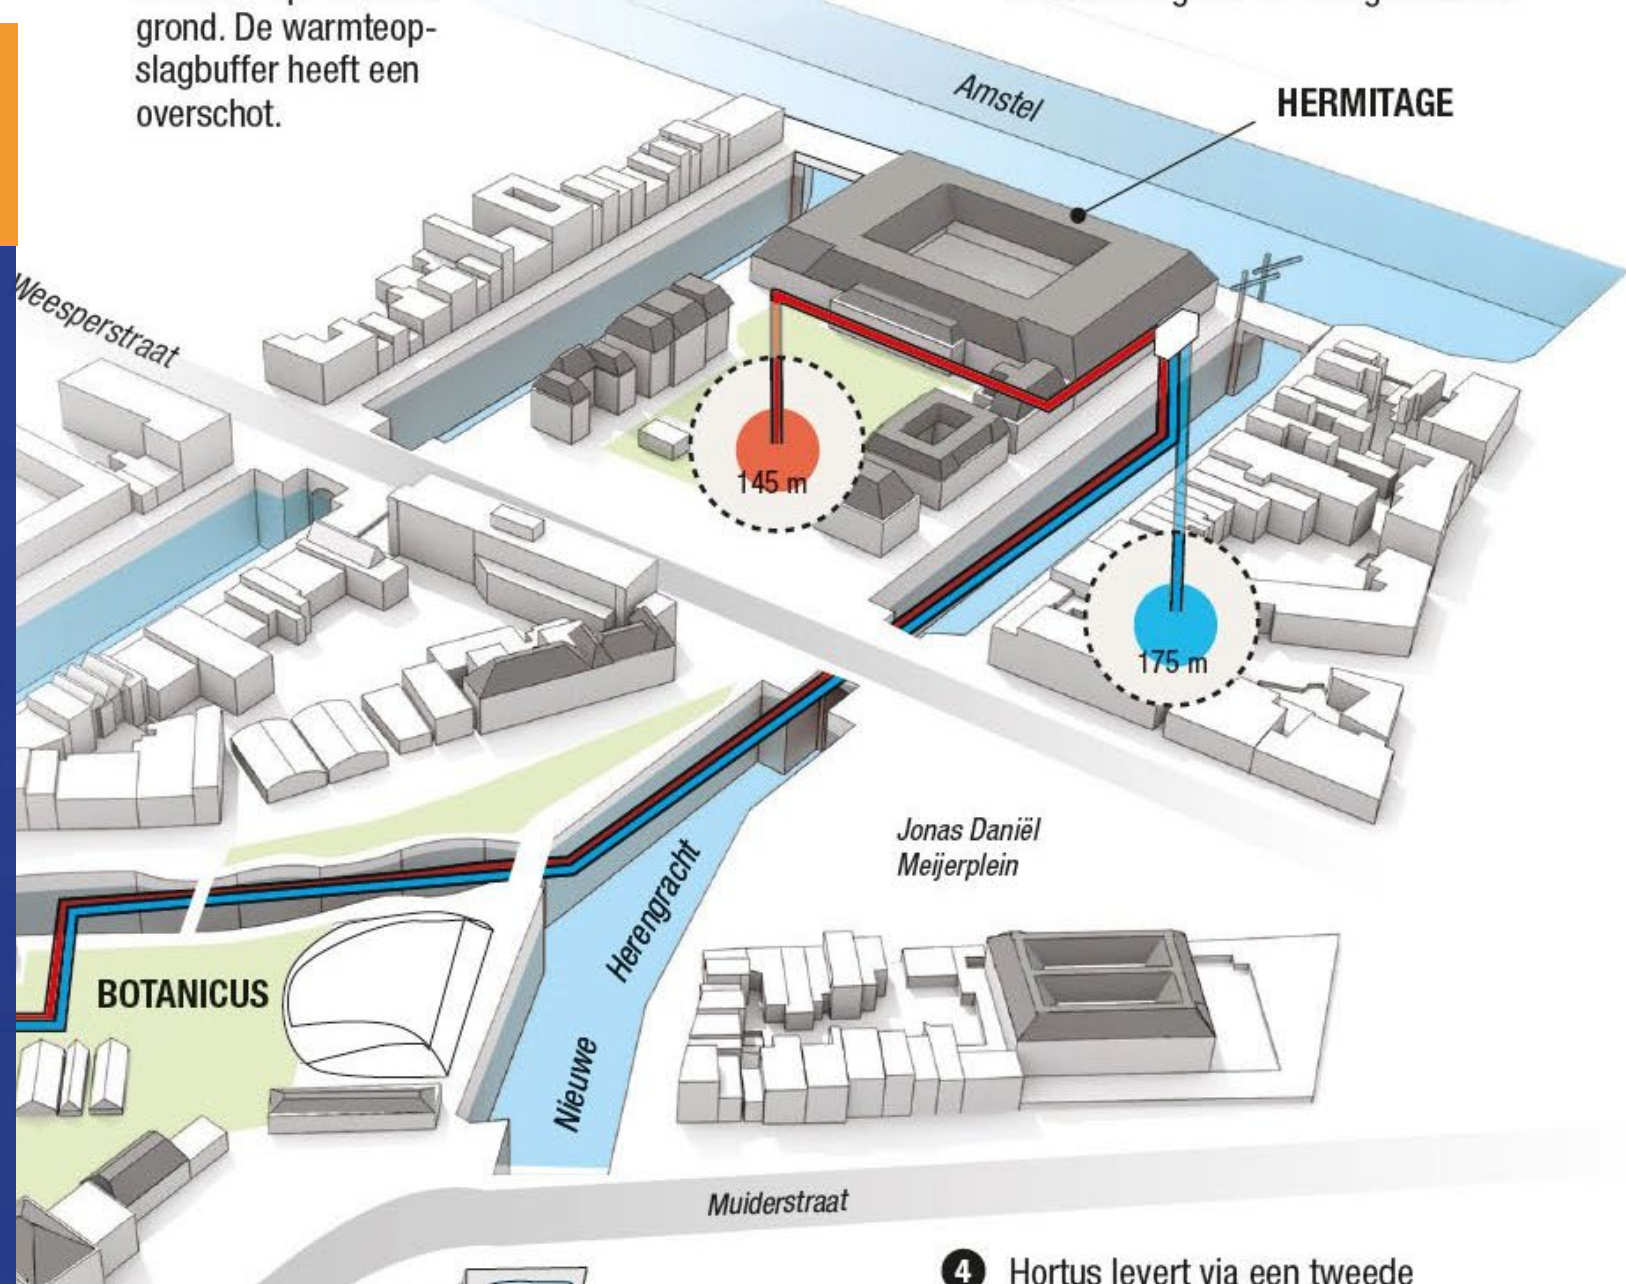 grond. De warmteop-
slagbuffer heeft een
overschot.
Amstel
HERMITAGE
Weesperstraat
145 m
175 m
Jonas Daniël
Meijerplein
Nieuwe Herengracht
BOTANICUS
Muiderstraat
4 Hortus levert via een tweede